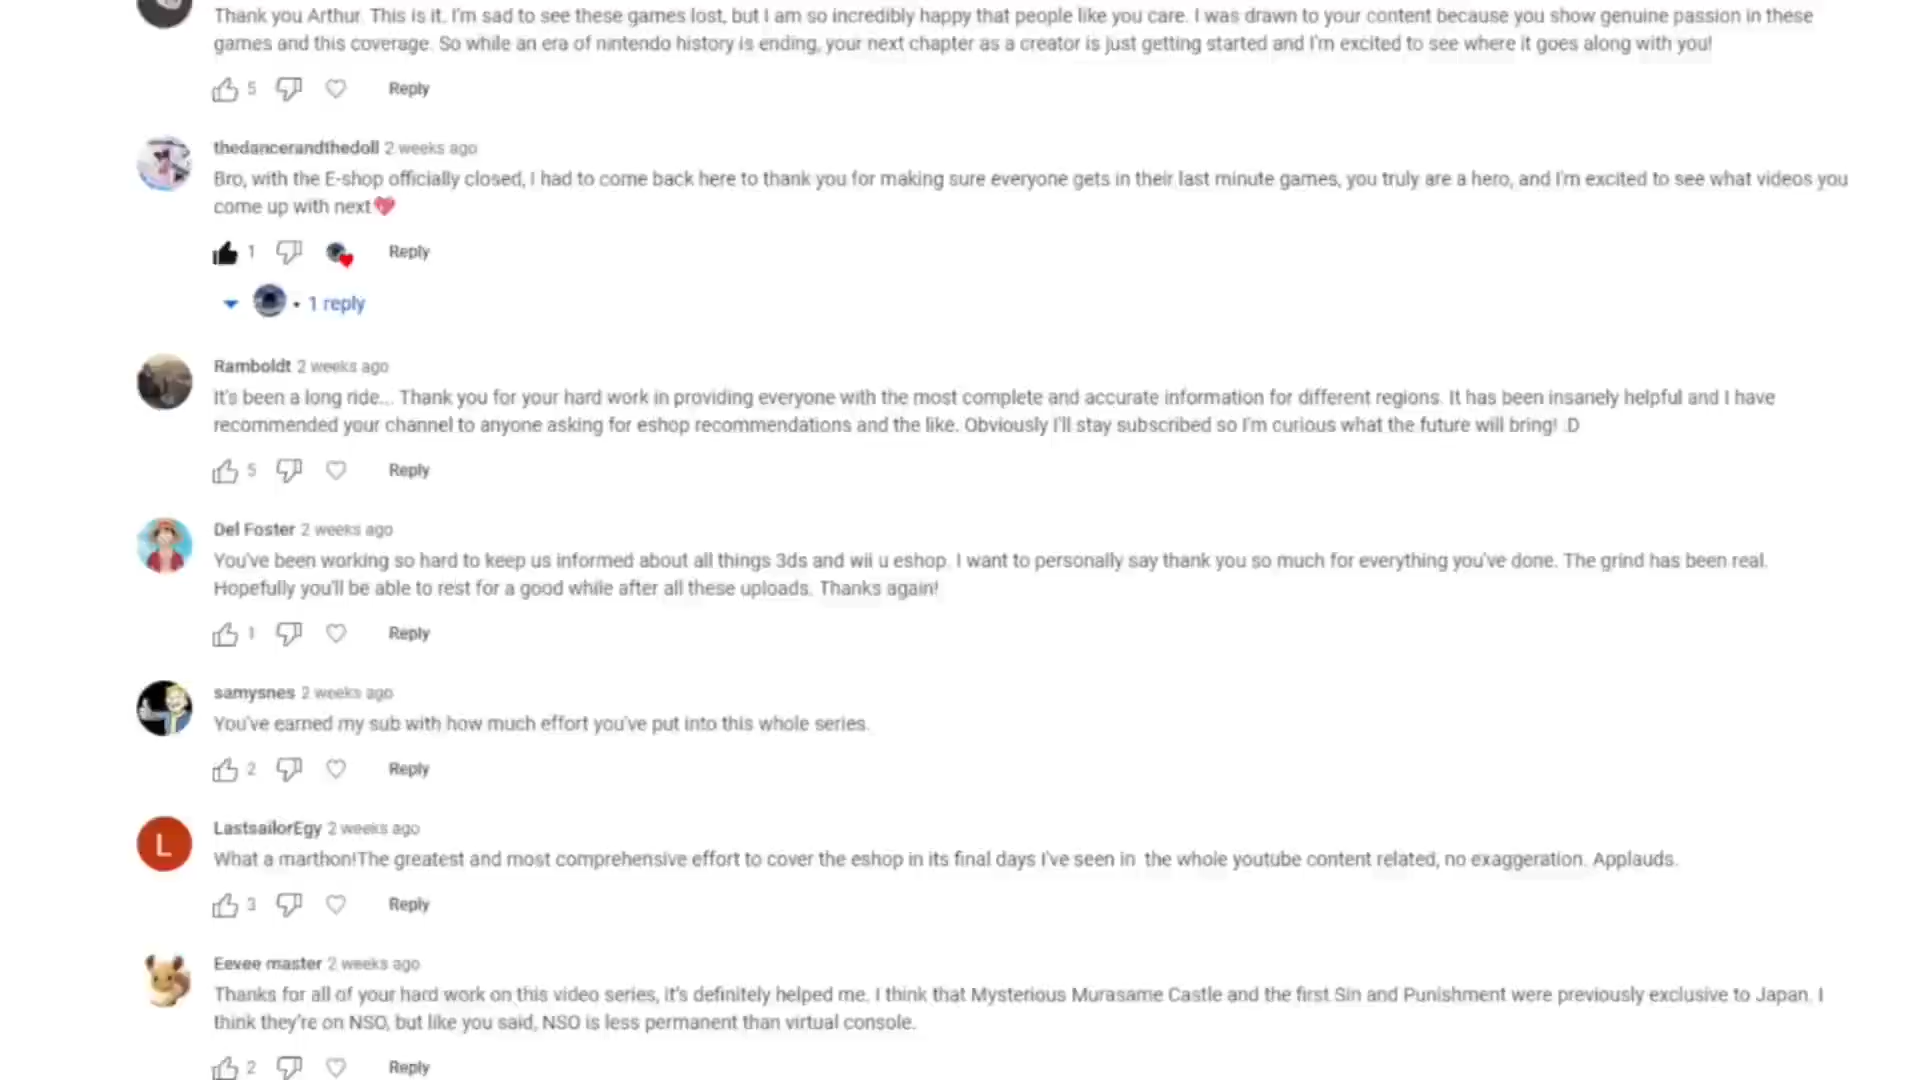 Thank you Arthur. This is it. I'm sad to see these games lost, but I am so incredibly happy that people like you care. I was drawn to your content because you show genuine passion in these
games and this coverage. So while an era of nintendo history is ending, your next chapter as a creator is just getting started and I'm excited to see where it goes along with you!
5 Reply
thedancerandthedoll 2 weeks ago
Bro, with the E-shop officially closed, I had to come back here to thank you for making sure everyone gets in their last minute games, you truly are a hero, and I'm excited to see what videos you
come up with next💖
1 Reply
• 1 reply
Ramboldt 2 weeks ago
It's been a long ride... Thank you for your hard work in providing everyone with the most complete and accurate information for different regions. It has been insanely helpful and I have
recommended your channel to anyone asking for eshop recommendations and the like. Obviously I'll stay subscribed so I'm curious what the future will bring! :D
5 Reply
Del Foster 2 weeks ago
You've been working so hard to keep us informed about all things 3ds and wii u eshop. I want to personally say thank you so much for everything you've done. The grind has been real.
Hopefully you'll be able to rest for a good while after all these uploads. Thanks again!
1 Reply
samysnes 2 weeks ago
You've earned my sub with how much effort you've put into this whole series.
2 Reply
L
LastsailorEgy 2 weeks ago
What a marthon!The greatest and most comprehensive effort to cover the eshop in its final days I've seen in the whole youtube content related, no exaggeration. Applauds.
3 Reply
Eevee master 2 weeks ago
Thanks for all of your hard work on this video series, it's definitely helped me. I think that Mysterious Murasame Castle and the first Sin and Punishment were previously exclusive to Japan. I
think they're on NSO, but like you said, NSO is less permanent than virtual console.
2 Reply